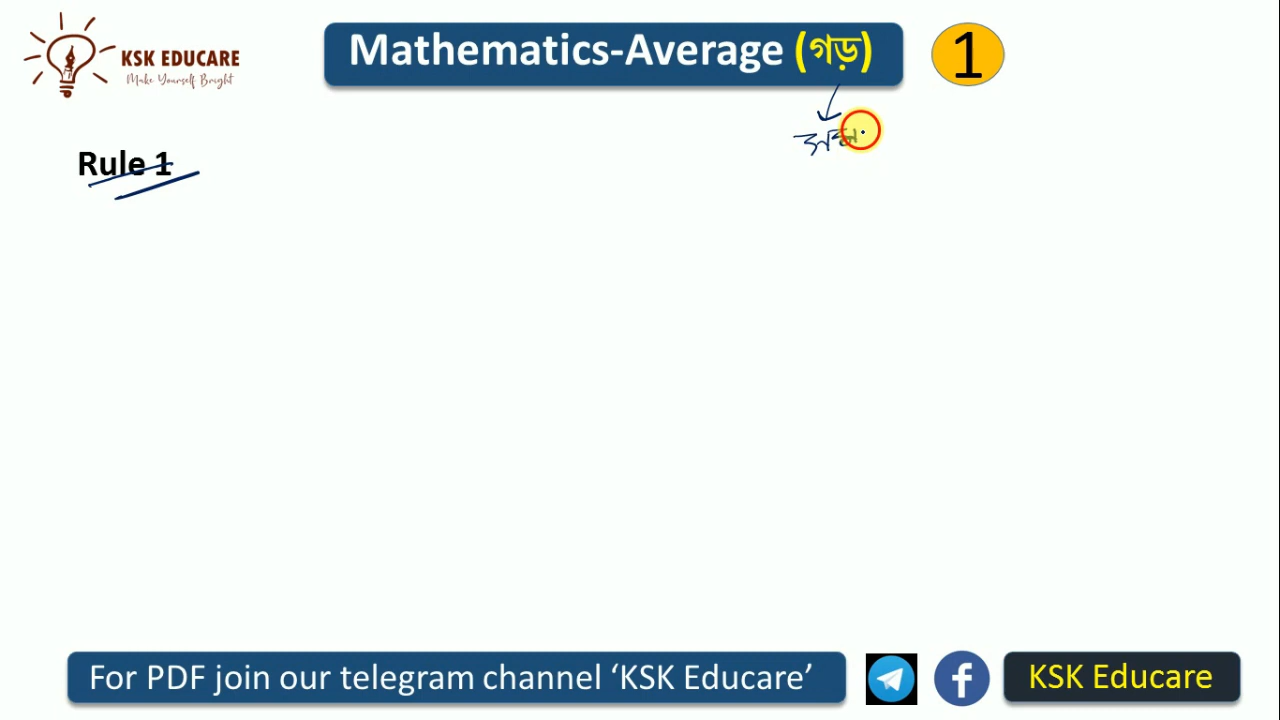 KSK EDUCARE
Make Yourself Bright
Mathematics-Average (গড়)
1
Rule 1
For PDF join our telegram channel ‘KSK Educare’
KSK Educare